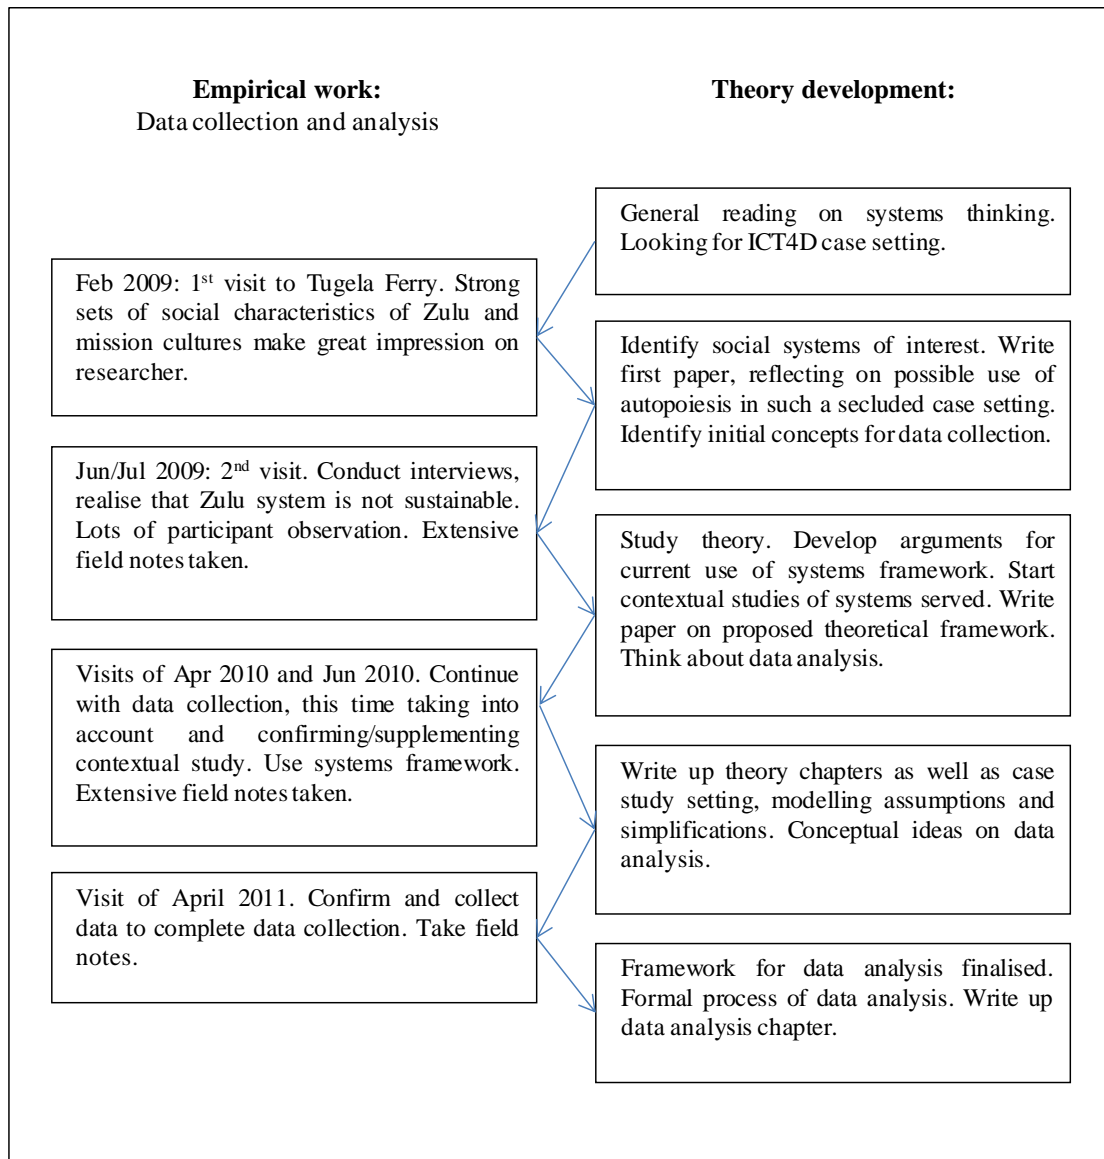 Empirical work:
Data collection and analysis
Theory development:
General reading on systems thinking.
Looking for ICT4D case setting.
Feb 2009: 1st visit to Tugela Ferry. Strong
sets of social characteristics of Zulu and
mission cultures make great impression on
researcher.
Identify social systems of interest. Write
first paper, reflecting on possible use of
autopoiesis in such a secluded case setting.
Identify initial concepts for data collection.
Jun/Jul 2009: 2nd visit. Conduct interviews,
realise that Zulu system is not sustainable.
Lots of participant observation. Extensive
field notes taken.
Study theory. Develop arguments for
current use of systems framework. Start
contextual studies of systems served. Write
paper on proposed theoretical framework.
Think about data analysis.
Visits of Apr 2010 and Jun 2010. Continue
with data collection, this time taking into
account and confirming/supplementing
contextual study. Use systems framework.
Extensive field notes taken.
Write up theory chapters as well as case
study setting, modelling assumptions and
simplifications. Conceptual ideas on data
analysis.
Visit of April 2011. Confirm and collect
data to complete data collection. Take field
notes.
Framework for data analysis finalised.
Formal process of data analysis. Write up
data analysis chapter.